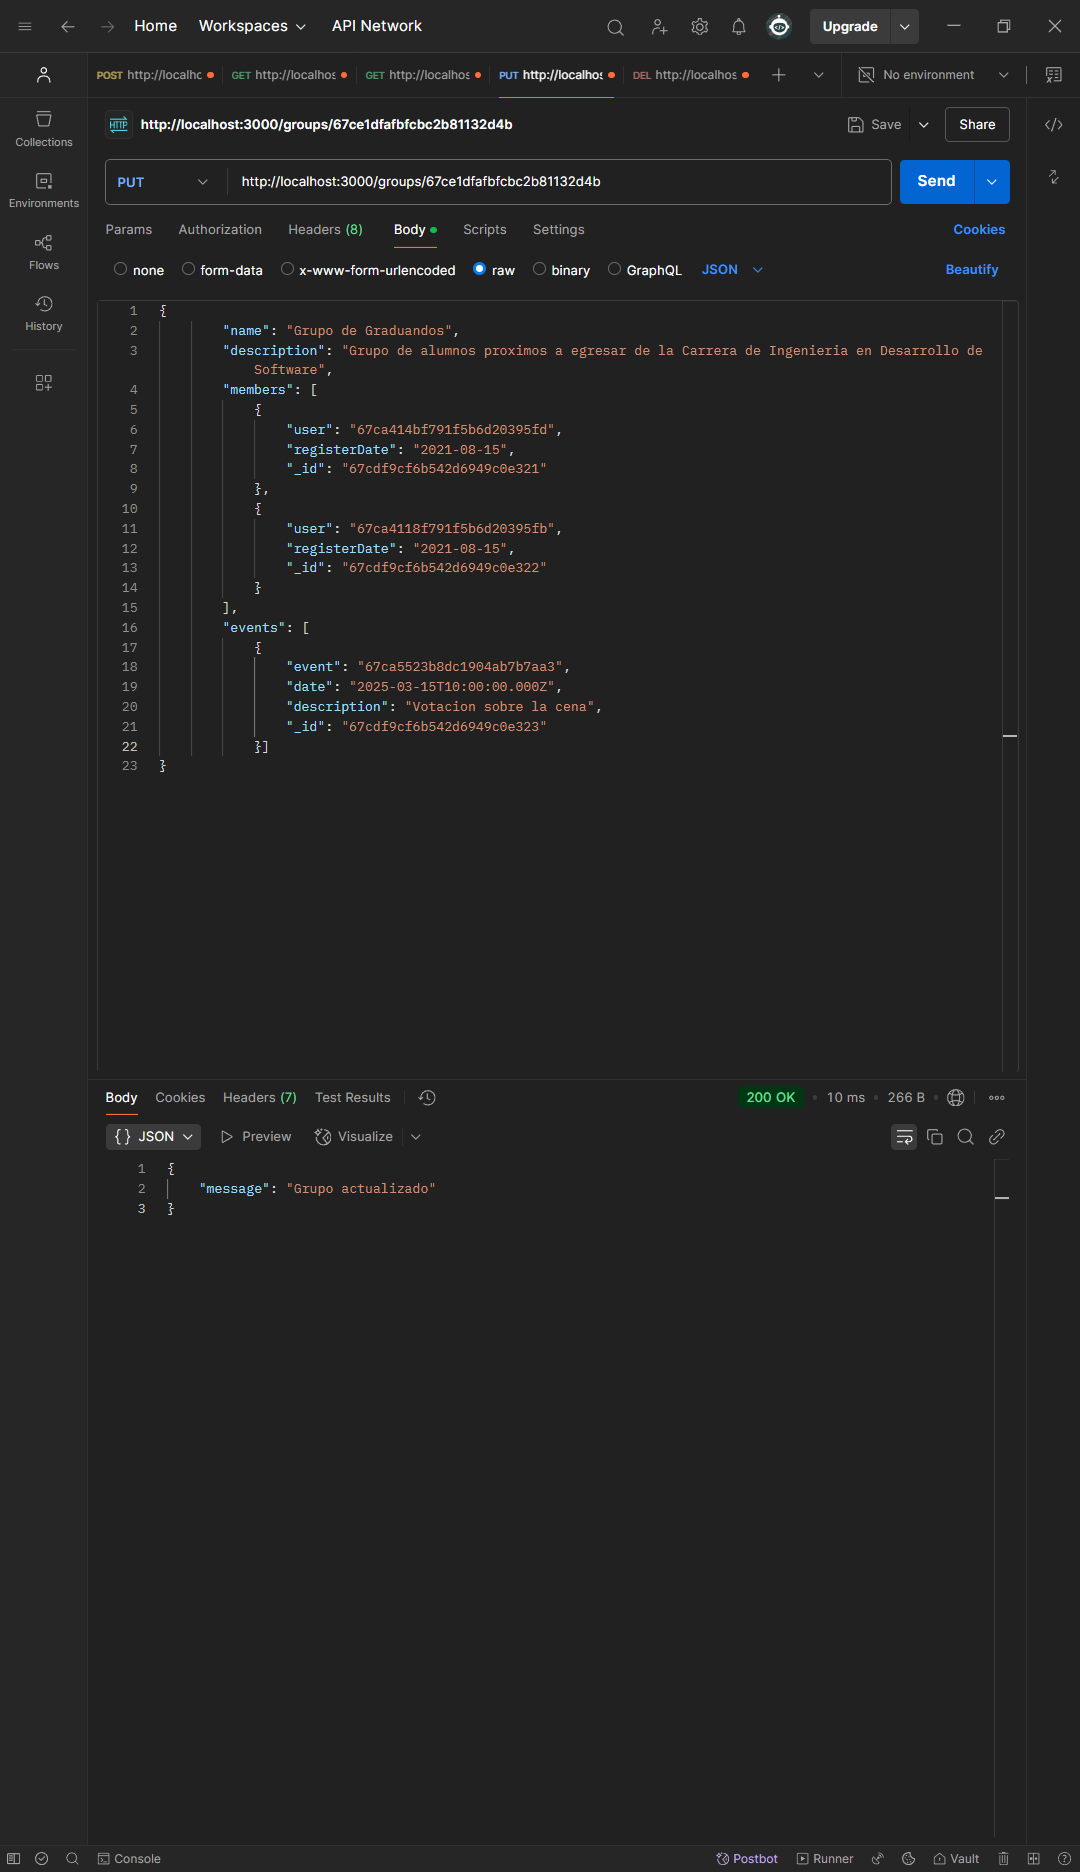 Home Workspaces API Network Upgrade
POST http://localhc GET http://localhos GET http://localhos PUT http://localhos DEL http://localhos No environment
HTTP http://localhost:3000/groups/67ce1dfafbfcbc2b81132d4b Save Share
Collections
Environments
Flows
History
PUT http://localhost:3000/groups/67ce1dfafbfcbc2b81132d4b Send
Params Authorization Headers (8) Body Scripts Settings Cookies
none form-data x-www-form-urlencoded raw binary GraphQL JSON Beautify
1 {
2 "name": "Grupo de Graduandos",
3 "description": "Grupo de alumnos proximos a egresar de la Carrera de Ingenieria en Desarrollo de
Software",
4 "members": [
5 {
6 "user": "67ca414bf791f5b6d20395fd",
7 "registerDate": "2021-08-15",
8 "_id": "67cdf9cf6b542d6949c0e321"
9 },
10 {
11 "user": "67ca4118f791f5b6d20395fb",
12 "registerDate": "2021-08-15",
13 "_id": "67cdf9cf6b542d6949c0e322"
14 }
15 ],
16 "events": [
17 {
18 "event": "67ca5523b8dc1904ab7b7aa3",
19 "date": "2025-03-15T10:00:00.000Z",
20 "description": "Votacion sobre la cena",
21 "_id": "67cdf9cf6b542d6949c0e323"
22 }]
23 }
Body Cookies Headers (7) Test Results 200 OK 10 ms 266 B
{} JSON Preview Visualize
1 {
2 "message": "Grupo actualizado"
3 }
Console Postbot Runner Vault